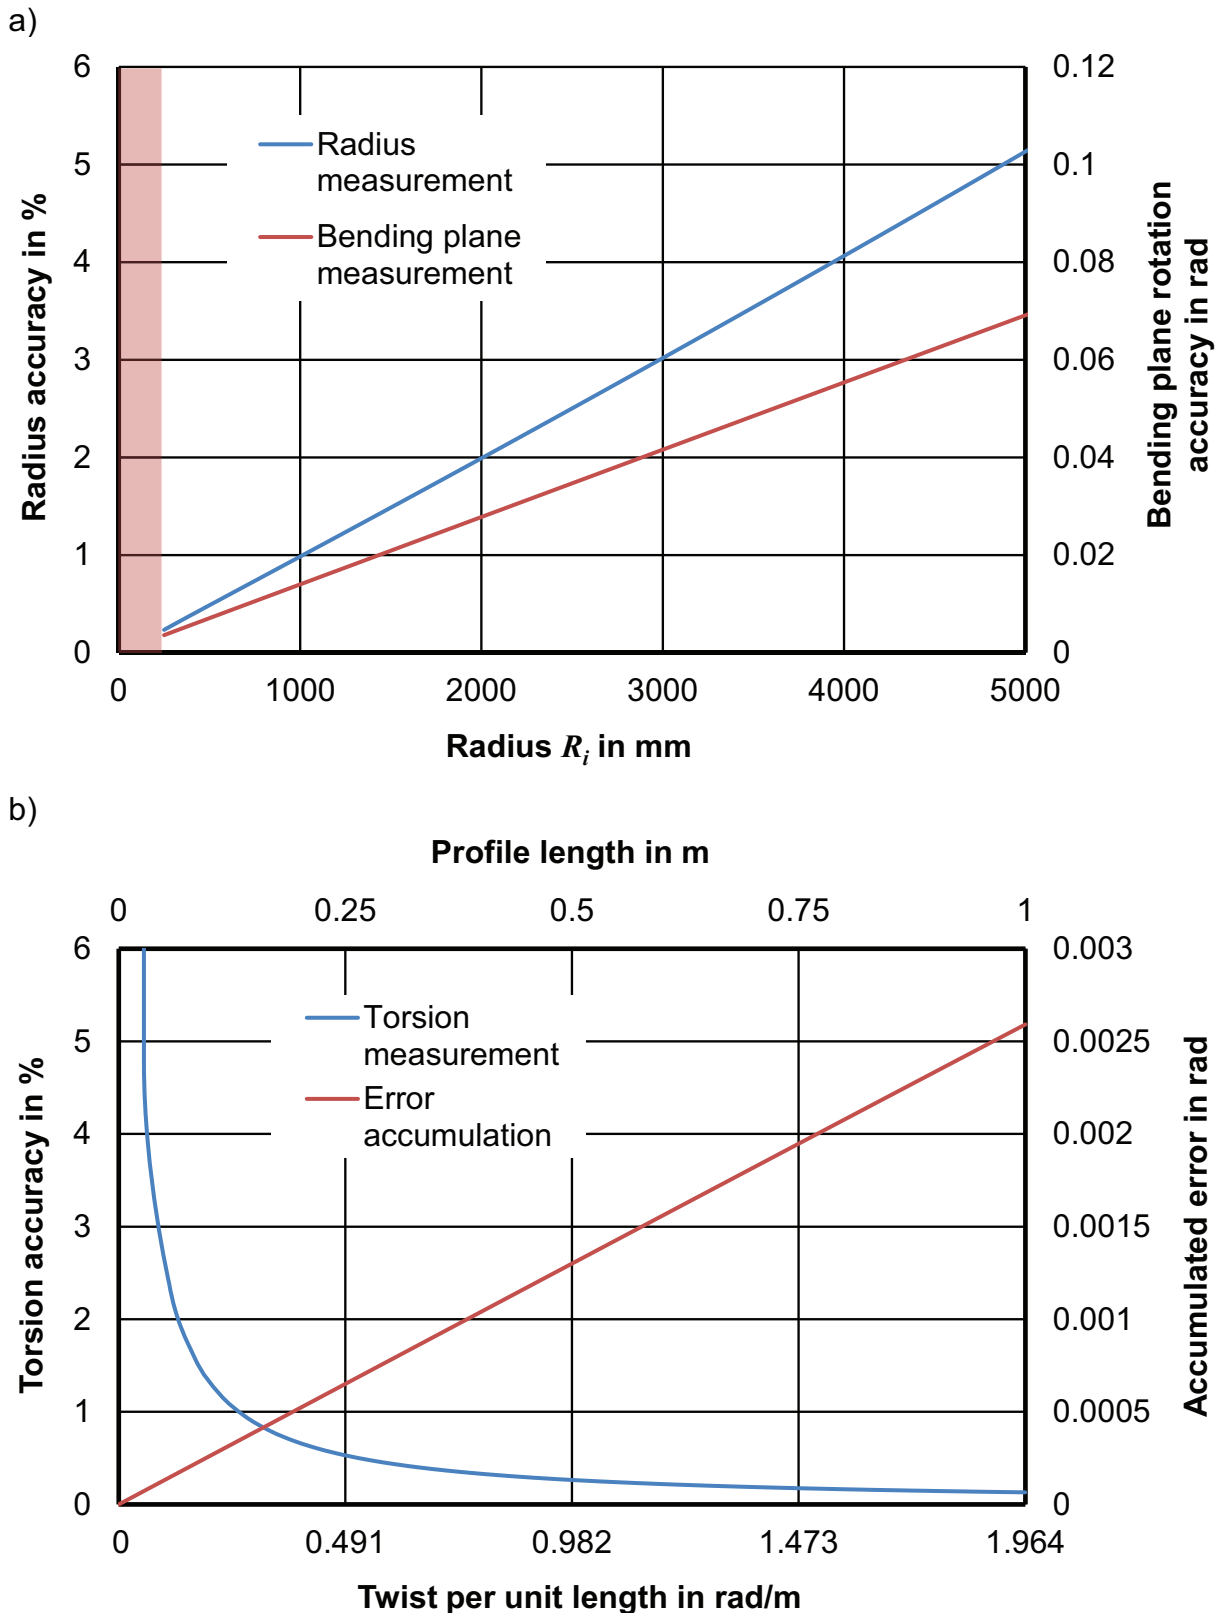 a)
6
5
4
3
2
1
0
Radius accuracy in %
Radius
measurement
Bending plane
measurement
0.12
0.1
0.08
0.06
0.04
0.02
0
Bending plane rotation
accuracy in rad
0 1000 2000 3000 4000 5000
Radius Ri in mm
b)
Profile length in m
0 0.25 0.5 0.75 1
6
5
4
3
2
1
0
Torsion accuracy in %
Torsion
measurement
Error
accumulation
0.003
0.0025
0.002
0.0015
0.001
0.0005
0
Accumulated error in rad
0 0.491 0.982 1.473 1.964
Twist per unit length in rad/m